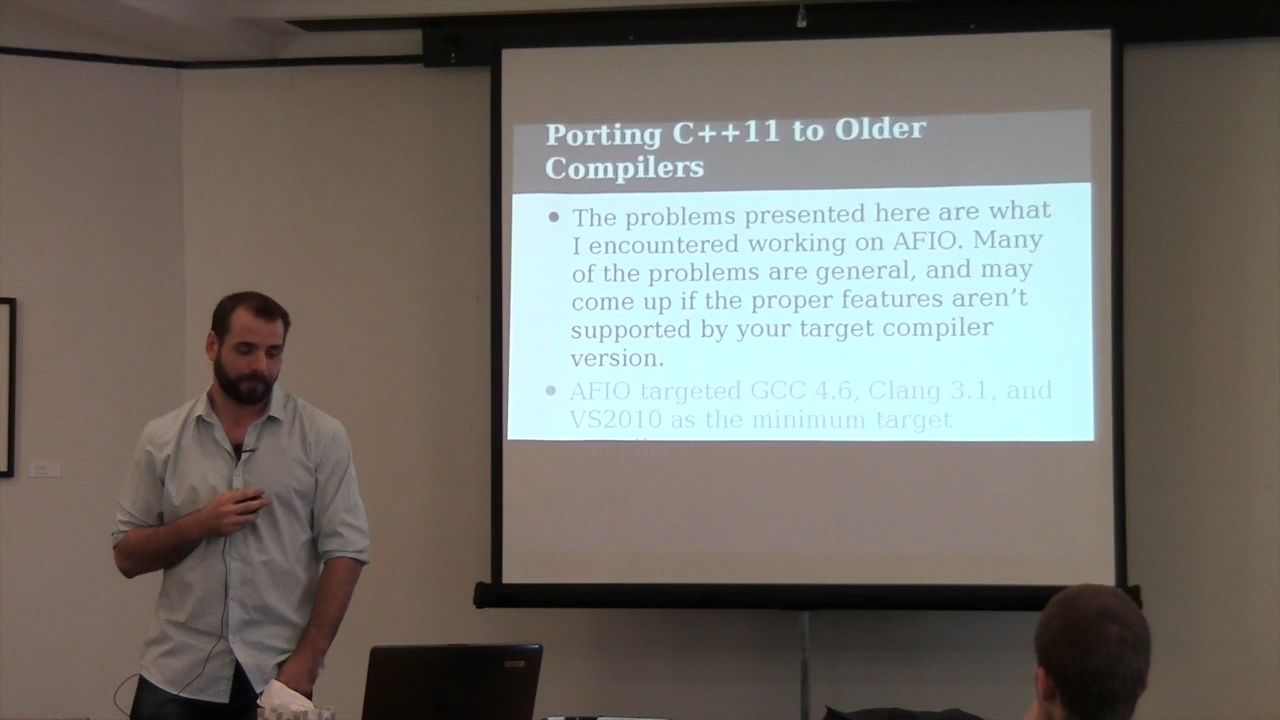 Porting C++11 to Older
Compilers
• The problems presented here are what
I encountered working on AFIO. Many
of the problems are general, and may
come up if the proper features aren't
supported by your target compiler
version.
• AFIO targeted GCC 4.6, Clang 3.1, and
VS2010 as the minimum target